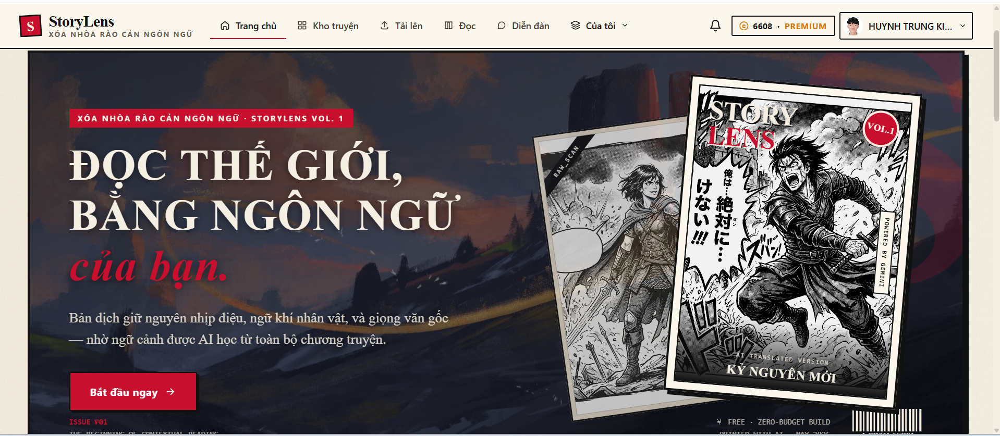 S
StoryLens
XÓA NHÒA RÀO CẢN NGÔN NGỮ
Trang chủ
Kho truyện
Tải lên
Đọc
Diễn đàn
Của tôi
6608 · PREMIUM
HUYNH TRUNG KI...
XÓA NHÒA RÀO CẢN NGÔN NGỮ · STORYLENS VOL. 1
ĐỌC THẾ GIỚI,
BẰNG NGÔN NGỮ
của bạn.
Bản dịch giữ nguyên nhịp điệu, ngữ khí nhân vật, và giọng văn gốc
— nhờ ngữ cảnh được AI học từ toàn bộ chương truyện.
Bắt đầu ngay →
ISSUE №01
THE BEGINNING OF CONTEXTUAL READING
RAW_SCAN
STORY
LENS
VOL.1
俺は…絶対に…
けない!!!
ズバン!
POWERED BY GEMINI
AI TRANSLATED VERSION
KỶ NGUYÊN MỚI
¥ FREE · ZERO-BUDGET BUILD
PRINTED WITH AI · MAY 2026